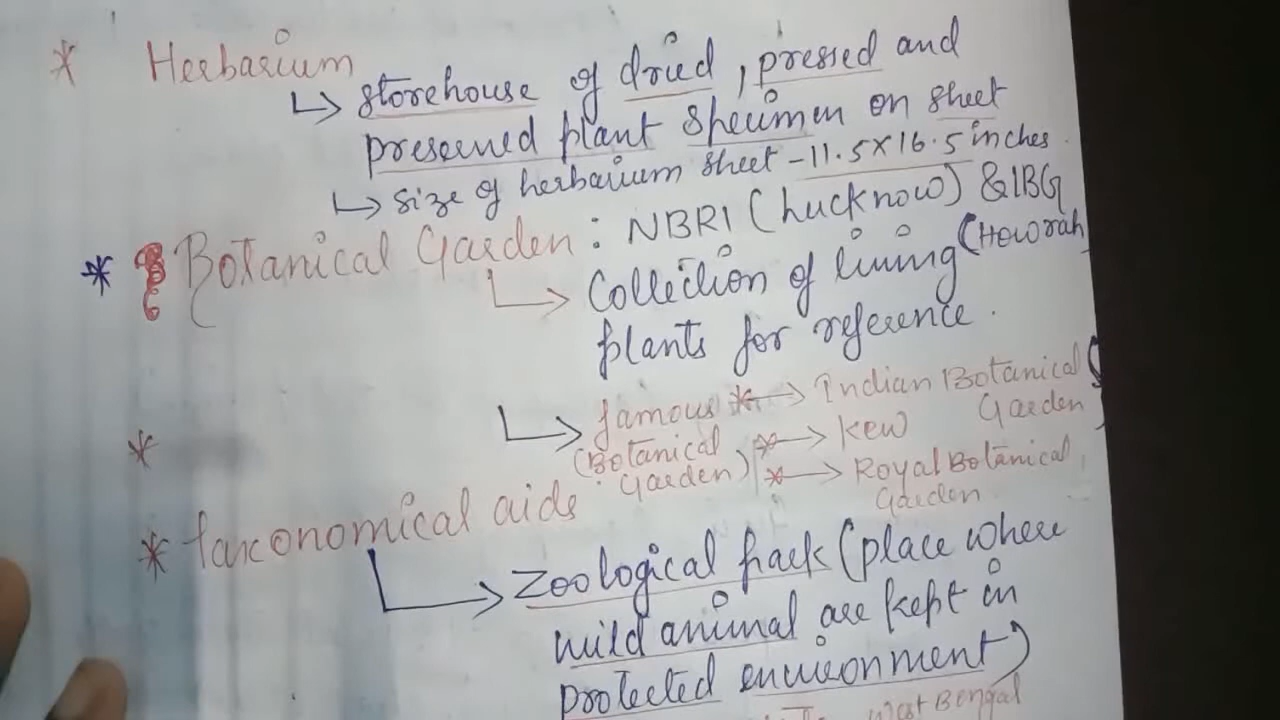 * Herbarium
↳ storehouse of dried, pressed and
preserved plant specimen on sheet
↳ size of herbarium sheet - 11.5X16.5 inches.
* Botanical Garden: NBRI (Lucknow) & IBG
(Howrah
↳ Collection of living
plants for reference.
↳ famous *→ Indian Botanical
Garden
(Botanical *→ Kew
Garden) *→ Royal Botanical
Garden
*
* Taxonomical aids
↳ Zoological park (place where
wild animal are kept in
protected environment)
West Bengal